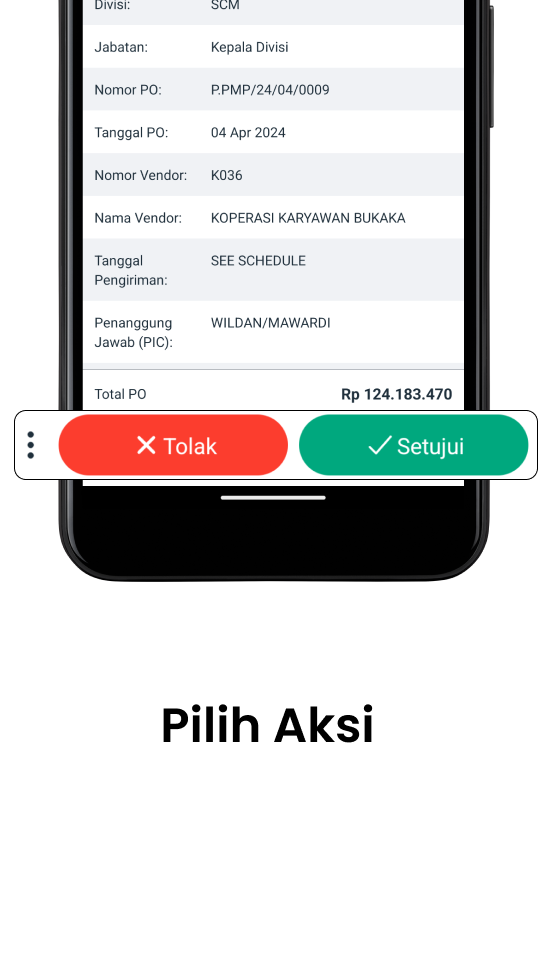 Divisi: SCM
Jabatan: Kepala Divisi
Nomor PO: P.PMP/24/04/0009
Tanggal PO: 04 Apr 2024
Nomor Vendor: K036
Nama Vendor: KOPERASI KARYAWAN BUKAKA
Tanggal SEE SCHEDULE
Pengiriman:
Penanggung WILDAN/MAWARDI
Jawab (PIC):
Total PO Rp 124.183.470
Tolak Setujui
Pilih Aksi